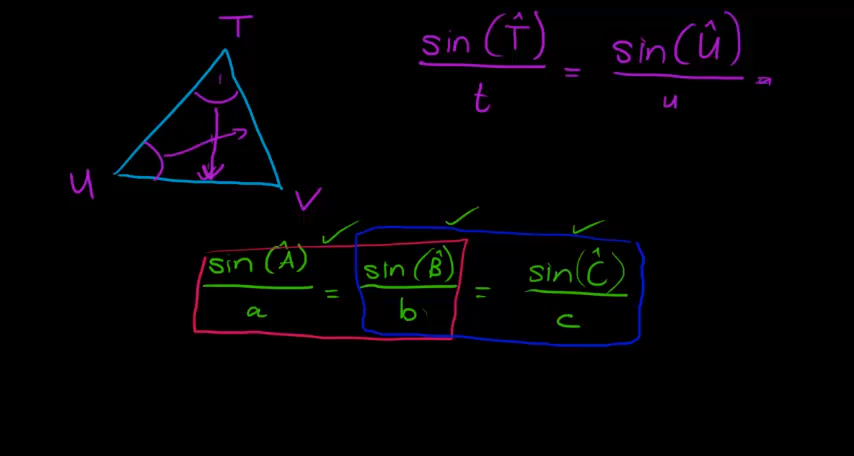 T
U
V
sin(T̂)/t = sin(Û)/u =
sin(Â)/a = sin(B̂)/b = sin(Ĉ)/c